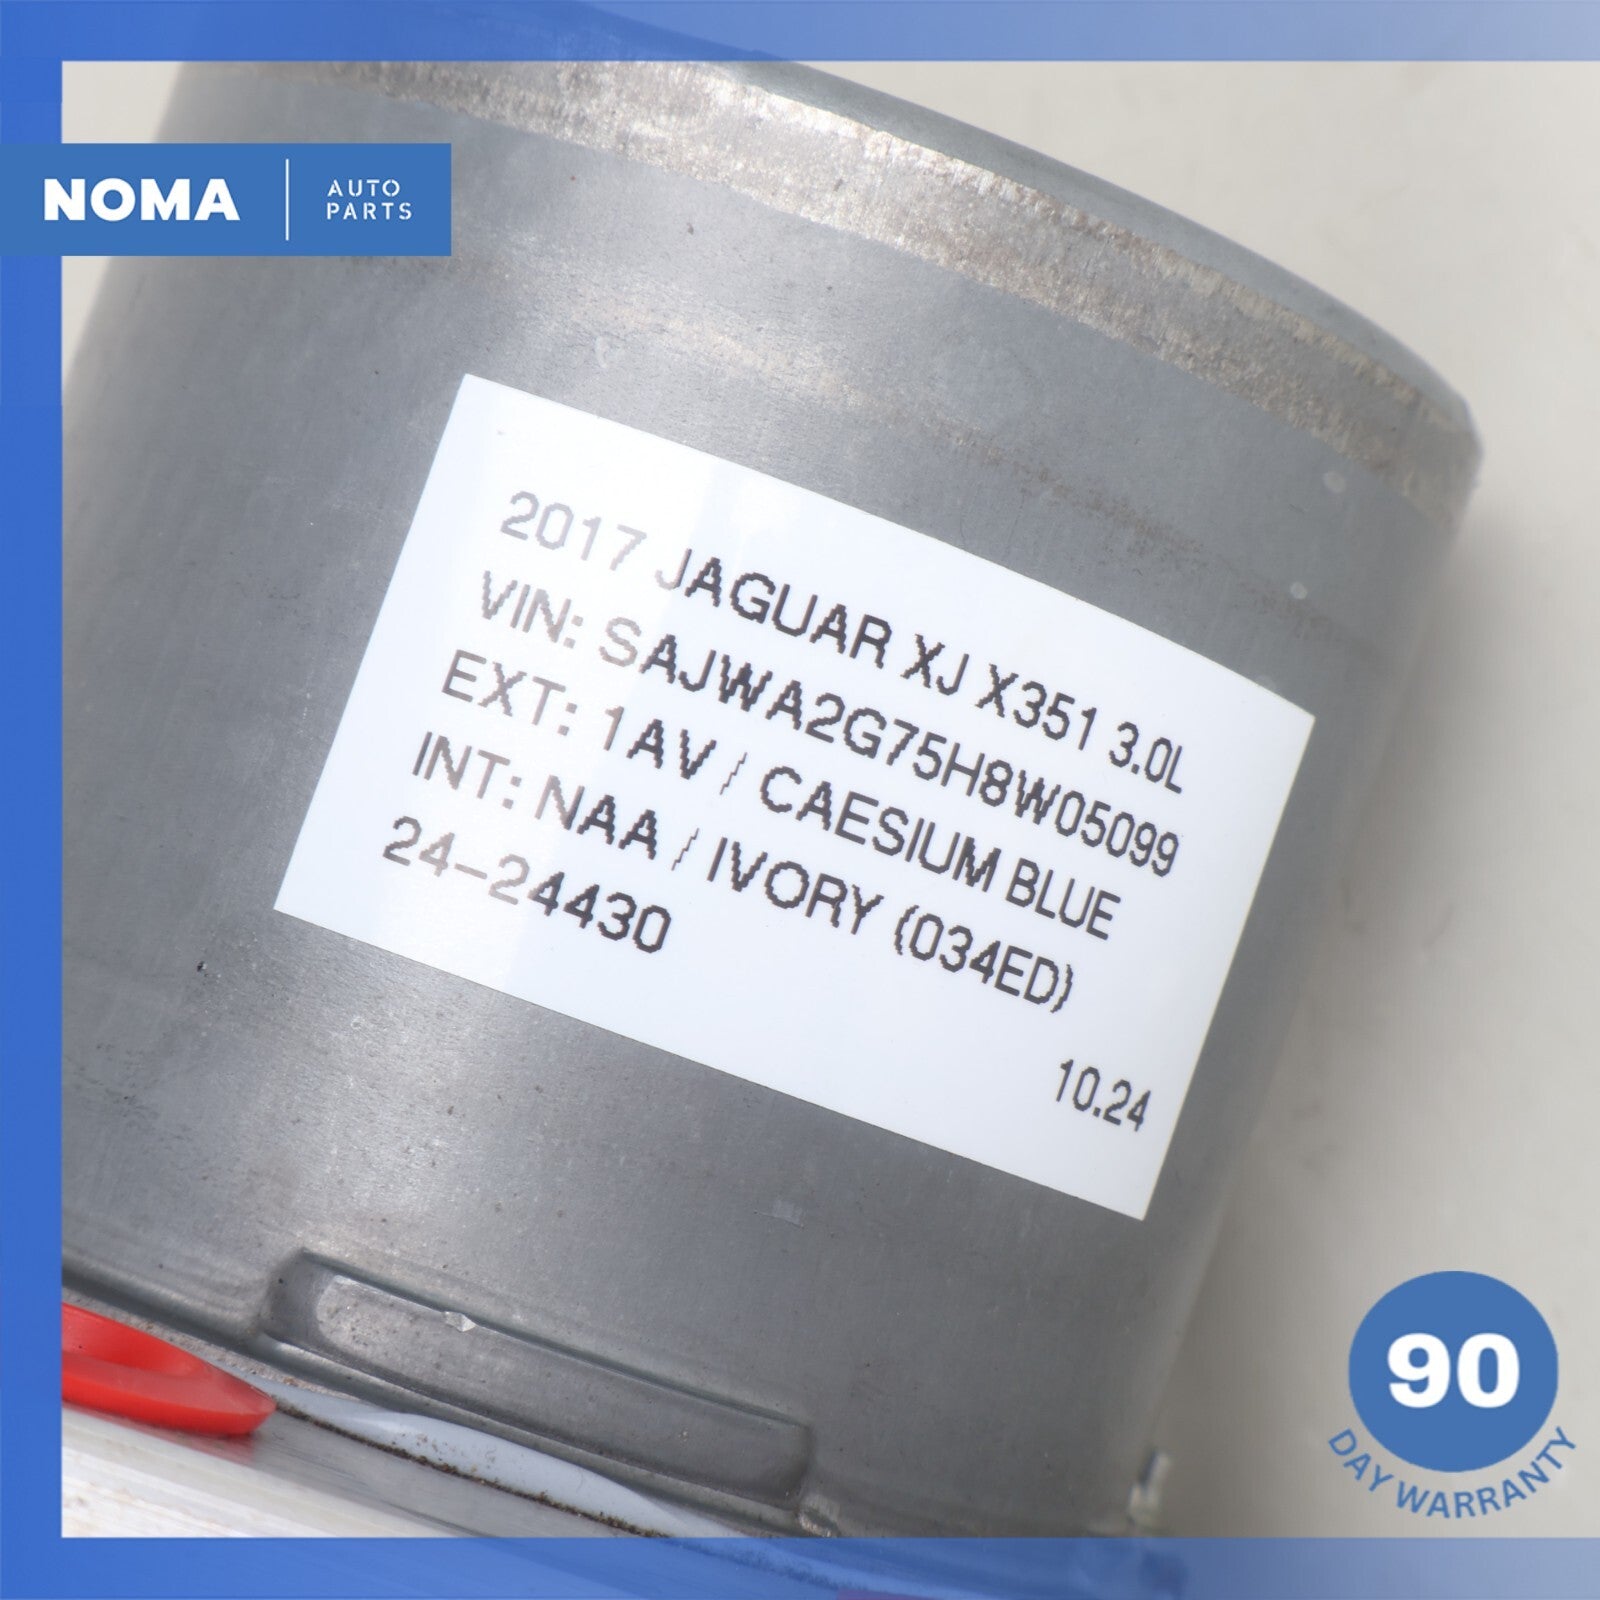 NOMA
AUTO
PARTS
2017 JAGUAR XJ X351 3.0L
VIN: SAJWA2G75H8W05099
EXT: 1AV / CAESIUM BLUE
INT: NAA / IVORY (034ED)
24-24430
10.24
90
DAY WARRANTY